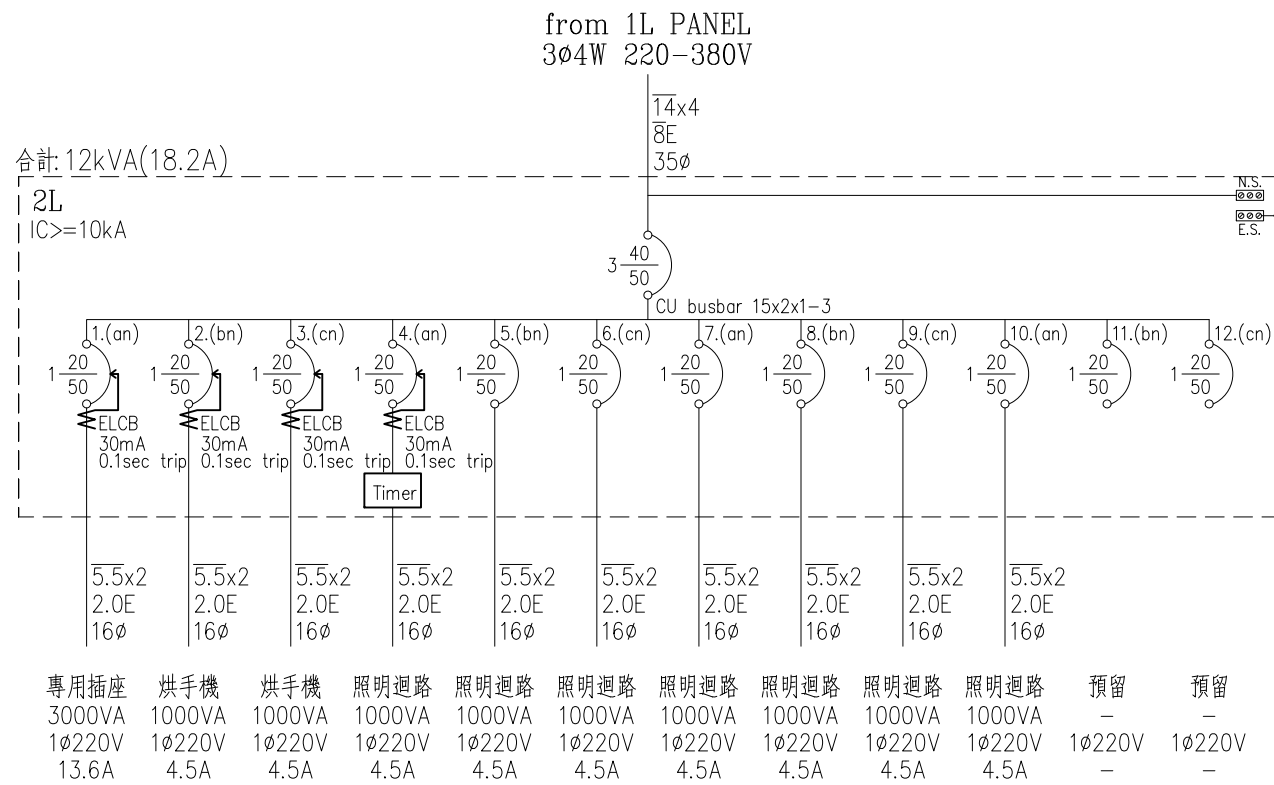 from 1L PANEL
3ø4W 220-380V
14x4
8E
35ø
合計: 12kVA(18.2A)
2L
IC>=10kA
N.S.
E.S.
3 40/50
CU busbar 15x2x1-3
1.(an) 2.(bn) 3.(cn) 4.(an) 5.(bn) 6.(cn) 7.(an) 8.(bn) 9.(cn) 10.(an) 11.(bn) 12.(cn)
1 20/50 1 20/50 1 20/50 1 20/50 1 20/50 1 20/50 1 20/50 1 20/50 1 20/50 1 20/50 1 20/50 1 20/50
ELCB ELCB ELCB ELCB
30mA 30mA 30mA 30mA
0.1sec trip 0.1sec trip 0.1sec trip 0.1sec trip
Timer
5.5x2 5.5x2 5.5x2 5.5x2 5.5x2 5.5x2 5.5x2 5.5x2 5.5x2 5.5x2
2.0E 2.0E 2.0E 2.0E 2.0E 2.0E 2.0E 2.0E 2.0E 2.0E
16ø 16ø 16ø 16ø 16ø 16ø 16ø 16ø 16ø 16ø
專用插座 烘手機 烘手機 照明迴路 照明迴路 照明迴路 照明迴路 照明迴路 照明迴路 照明迴路 預留 預留
3000VA 1000VA 1000VA 1000VA 1000VA 1000VA 1000VA 1000VA 1000VA 1000VA - -
1ø220V 1ø220V 1ø220V 1ø220V 1ø220V 1ø220V 1ø220V 1ø220V 1ø220V 1ø220V 1ø220V 1ø220V
13.6A 4.5A 4.5A 4.5A 4.5A 4.5A 4.5A 4.5A 4.5A 4.5A - -